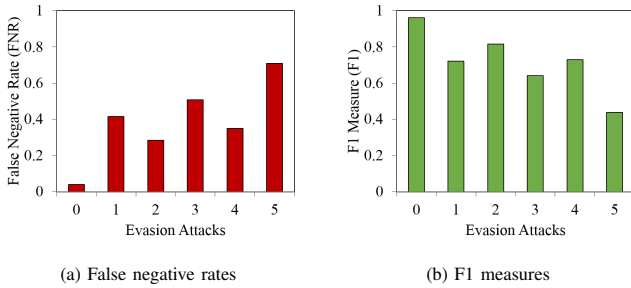 False Negative Rate (FNR)
1
0.8
0.6
0.4
0.2
0
0 1 2 3 4 5
Evasion Attacks
(a) False negative rates
F1 Measure (F1)
1
0.8
0.6
0.4
0.2
0
0 1 2 3 4 5
Evasion Attacks
(b) F1 measures